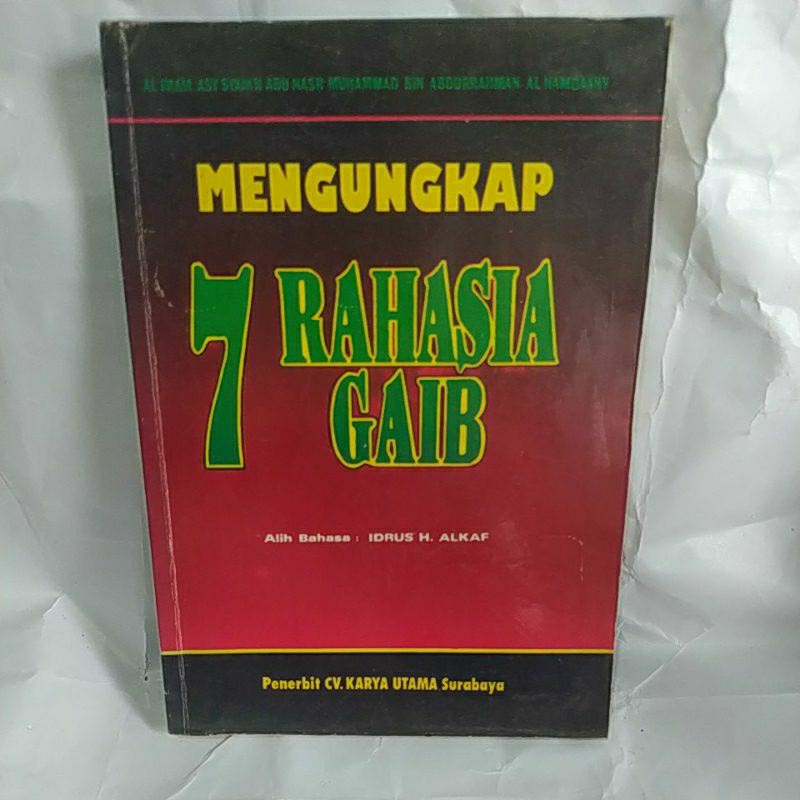 AL IMAM ASY SYAIKH ABU NASR MUHAMMAD BIN ABDURRAHMAN AL HAMDAANY
MENGUNGKAP
7 RAHASIA
GAIB
Alih Bahasa : IDRUS H. ALKAF
Penerbit CV. KARYA UTAMA Surabaya